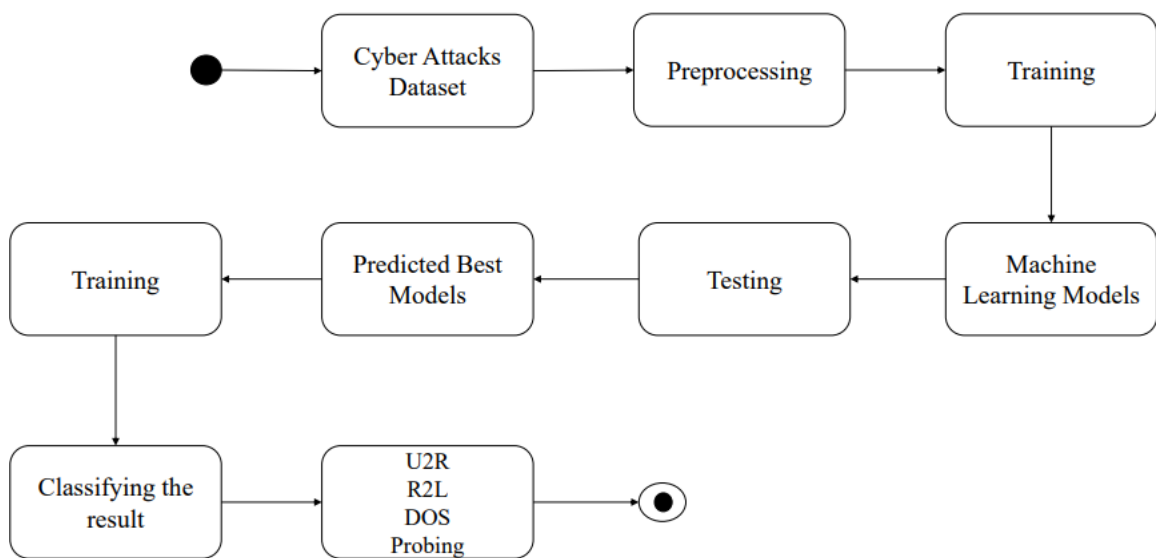 Cyber Attacks
Dataset
Preprocessing
Training
Machine
Learning Models
Testing
Predicted Best
Models
Training
Classifying the
result
U2R
R2L
DOS
Probing